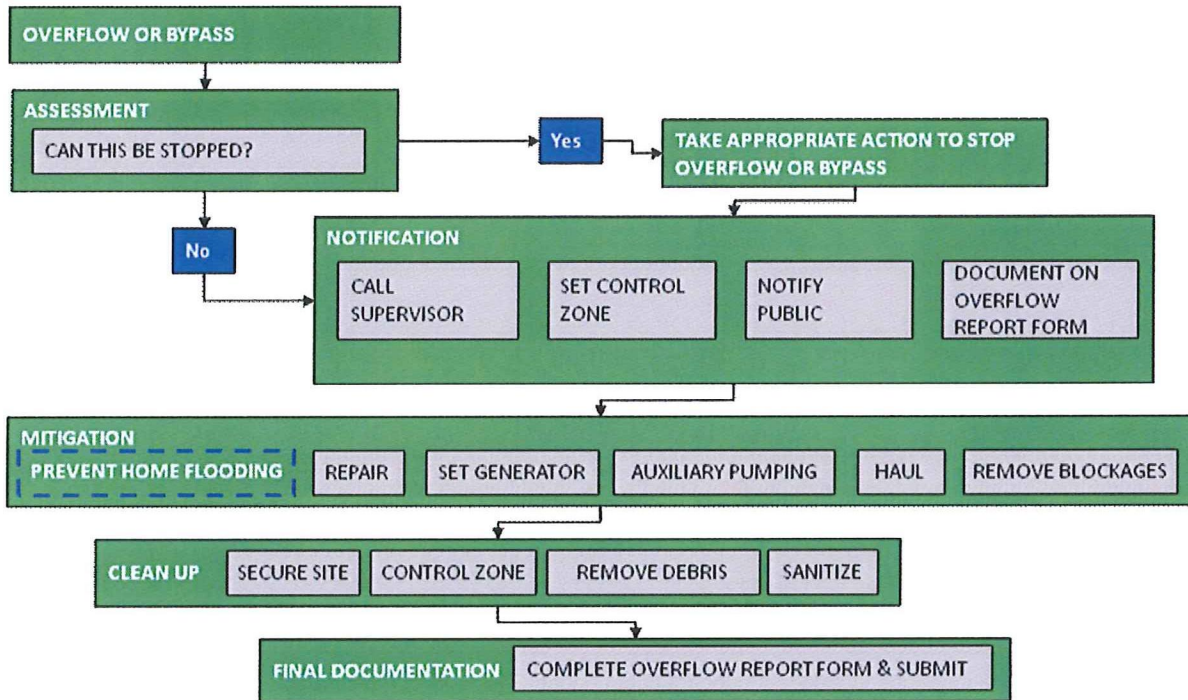 OVERFLOW OR BYPASS
ASSESSMENT
CAN THIS BE STOPPED?
Yes
TAKE APPROPRIATE ACTION TO STOP
OVERFLOW OR BYPASS
No
NOTIFICATION
CALL
SUPERVISOR
SET CONTROL
ZONE
NOTIFY
PUBLIC
DOCUMENT ON
OVERFLOW
REPORT FORM
MITIGATION
PREVENT HOME FLOODING
REPAIR
SET GENERATOR
AUXILIARY PUMPING
HAUL
REMOVE BLOCKAGES
CLEAN UP
SECURE SITE
CONTROL ZONE
REMOVE DEBRIS
SANITIZE
FINAL DOCUMENTATION
COMPLETE OVERFLOW REPORT FORM & SUBMIT